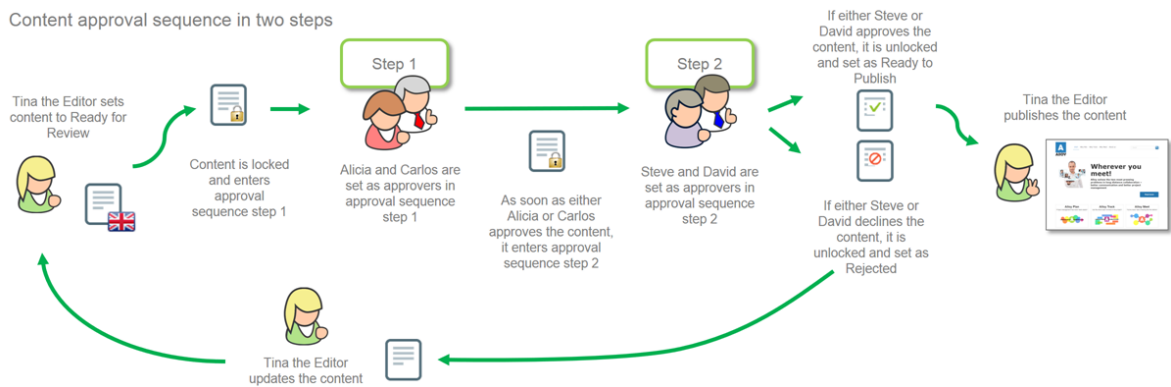 Content approval sequence in two steps
Tina the Editor sets
content to Ready for
Review
Content is locked
and enters
approval
sequence step 1
Step 1
Alicia and Carlos are
set as approvers in
approval sequence
step 1
As soon as either
Alicia or Carlos
approves the content,
it enters approval
sequence step 2
Step 2
Steve and David are
set as approvers in
approval sequence
step 2
If either Steve or
David approves the
content, it is unlocked
and set as Ready to
Publish
If either Steve or
David declines the
content, it is
unlocked and set as
Rejected
Tina the Editor
publishes the content
Wherever you
meet!
Tina the Editor
updates the content